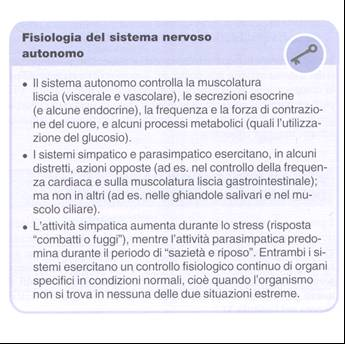 Fisiologia del sistema nervoso
autonomo
• Il sistema autonomo controlla la muscolatura
liscia (viscerale e vascolare), le secrezioni esocrine
(e alcune endocrine), la frequenza e la forza di contrazio-
ne del cuore, e alcuni processi metabolici (quali l'utilizza-
zione del glucosio).
• I sistemi simpatico e parasimpatico esercitano, in alcuni
distretti, azioni opposte (ad es. nel controllo della frequen-
za cardiaca e sulla muscolatura liscia gastrointestinale);
ma non in altri (ad es. nelle ghiandole salivari e nel mu-
scolo ciliare).
• L'attività simpatica aumenta durante lo stress (risposta
"combatti o fuggi"), mentre l'attività parasimpatica predo-
mina durante il periodo di "sazietà e riposo". Entrambi i si-
stemi esercitano un controllo fisiologico continuo di organi
specifici in condizioni normali, cioè quando l'organismo
non si trova in nessuna delle due situazioni estreme.